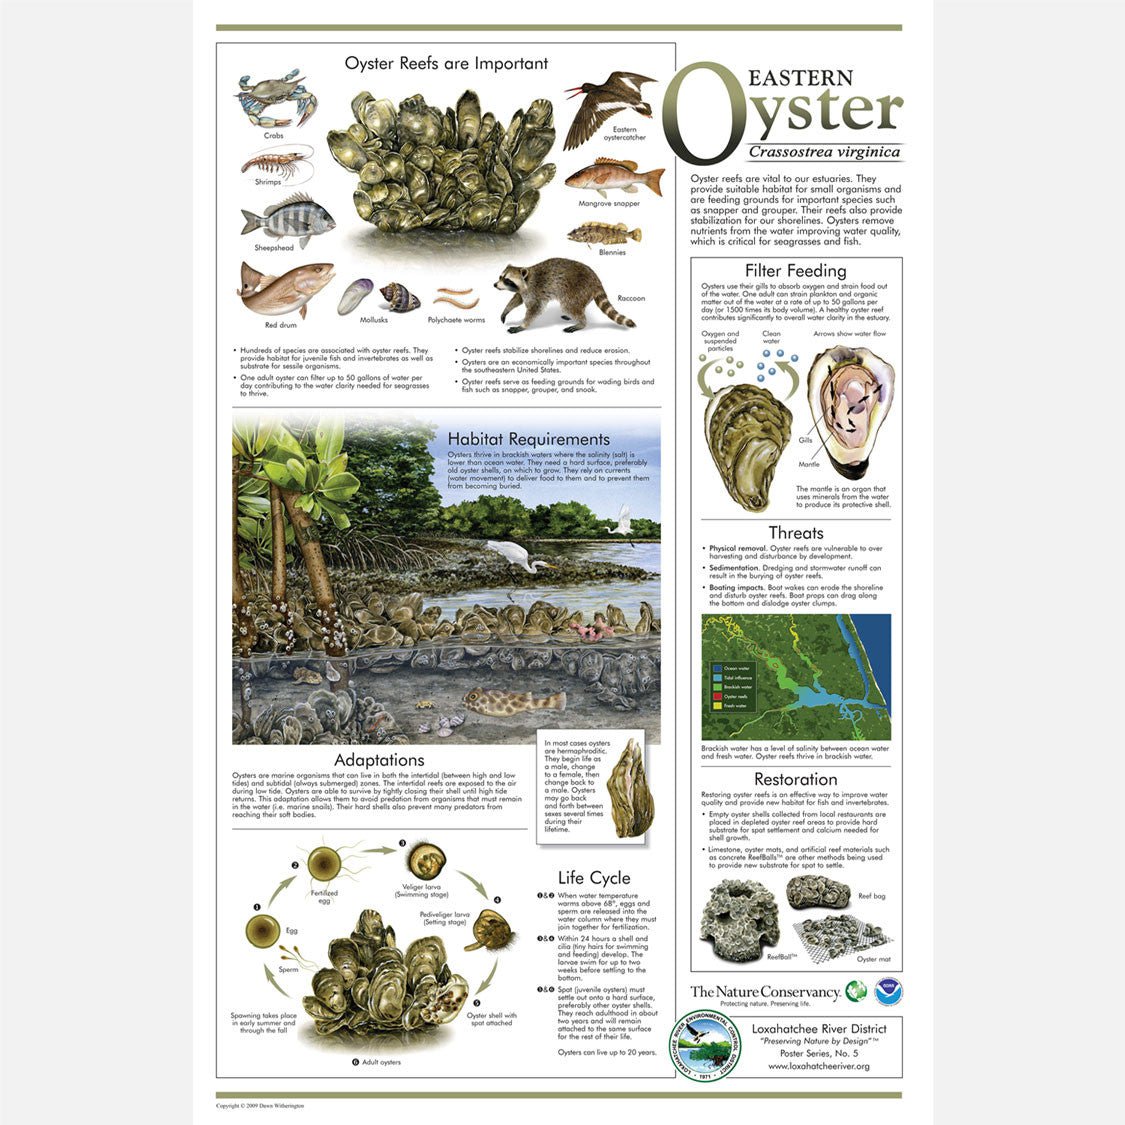 Oyster Reefs are Important
Crabs
Shrimps
Sheepshead
Red drum
Mollusks
Polychaete worms
Eastern
oystercatcher
Mangrove snapper
Blennies
Raccoon
• Hundreds of species are associated with oyster reefs. They
provide habitat for juvenile fish and invertebrates as well as
substrate for sessile organisms.
• One adult oyster can filter up to 50 gallons of water per
day contributing to the water clarity needed for seagrasses
to thrive.
• Oyster reefs stabilize shorelines and reduce erosion.
• Oysters are an economically important species throughout
the southeastern United States.
• Oyster reefs serve as feeding grounds for wading birds and
fish such as snapper, grouper, and snook.
Habitat Requirements
Oysters thrive in brackish waters where the salinity (salt) is
lower than ocean water. They need a hard surface, preferably
old oyster shells, on which to grow. They rely on currents
(water movement) to deliver food to them and to prevent them
from becoming buried.
Adaptations
Oysters are marine organisms that can live in both the intertidal (between high and low
tides) and subtidal (always submerged) zones. The intertidal reefs are exposed to the air
during low tide. Oysters are able to survive by tightly closing their shell until high tide
returns. This adaptation allows them to avoid predation from organisms that must remain
in the water (i.e. marine snails). Their hard shells also prevent many predators from
reaching their soft bodies.
In most cases oysters
are hermaphroditic.
They begin life as
a male, change
to a female, then
change back to
a male. Oysters
may go back
and forth between
sexes several times
during their
lifetime.
1
Egg
Sperm
2
Fertilized
egg
3
Veliger larva
(Swimming stage)
4
Pediveliger larva
(Setting stage)
5
Oyster shell with
spat attached
6 Adult oysters
Spawning takes place
in early summer and
through the fall
Life Cycle
1&2 When water temperature
warms above 68°, eggs and
sperm are released into the
water column where they must
join together for fertilization.
3&4 Within 24 hours a shell and
cilia (tiny hairs for swimming
and feeding) develop. The
larvae swim for up to two
weeks before settling to the
bottom.
5&6 Spat (juvenile oysters) must
settle out onto a hard surface,
preferably other oyster shells.
They reach adulthood in about
two years and will remain
attached to the same surface
for the rest of their life.
Oysters can live up to 20 years.
EASTERN
Oyster
Crassostrea virginica
Oyster reefs are vital to our estuaries. They
provide suitable habitat for small organisms and
are feeding grounds for important species such
as snapper and grouper. Their reefs also provide
stabilization for our shorelines. Oysters remove
nutrients from the water improving water quality,
which is critical for seagrasses and fish.
Filter Feeding
Oysters use their gills to absorb oxygen and strain food out
of the water. One adult can strain plankton and organic
matter out of the water at a rate of up to 50 gallons per
day (or 1500 times its body volume). A healthy oyster reef
contributes significantly to overall water clarity in the estuary.
Oxygen and
suspended
particles
Clean
water
Arrows show water flow
Gills
Mantle
The mantle is an organ that
uses minerals from the water
to produce its protective shell.
Threats
• Physical removal. Oyster reefs are vulnerable to over
harvesting and disturbance by development.
• Sedimentation. Dredging and stormwater runoff can
result in the burying of oyster reefs.
• Boating impacts. Boat wakes can erode the shoreline
and disturb oyster reefs. Boat props can drag along
the bottom and dislodge oyster clumps.
Ocean water
Tidal influence
Brackish water
Oyster reefs
Fresh water
Brackish water has a level of salinity between ocean water
and fresh water. Oysters thrive in brackish water.
Restoration
Restoring oyster reefs is an effective way to improve water
quality and provide new habitat for fish and invertebrates.
• Empty oyster shells collected from local restaurants are
placed in depleted oyster reef areas to provide hard
substrate for spat settlement and calcium needed for
shell growth.
• Limestone, oyster mats, and artificial reef materials such
as concrete ReefBalls™ are other methods being used
to provide new substrate for spat to settle.
Reef bag
ReefBall™
Oyster mat
The Nature Conservancy
Protecting nature. Preserving life.
NOAA
LOXAHATCHEE RIVER ENVIRONMENTAL CONTROL DISTRICT
• 1971 •
Loxahatchee River District
"Preserving Nature by Design"™
Poster Series, No. 5
www.loxahatcheeriver.org
Copyright © 2009 Dawn Witherington